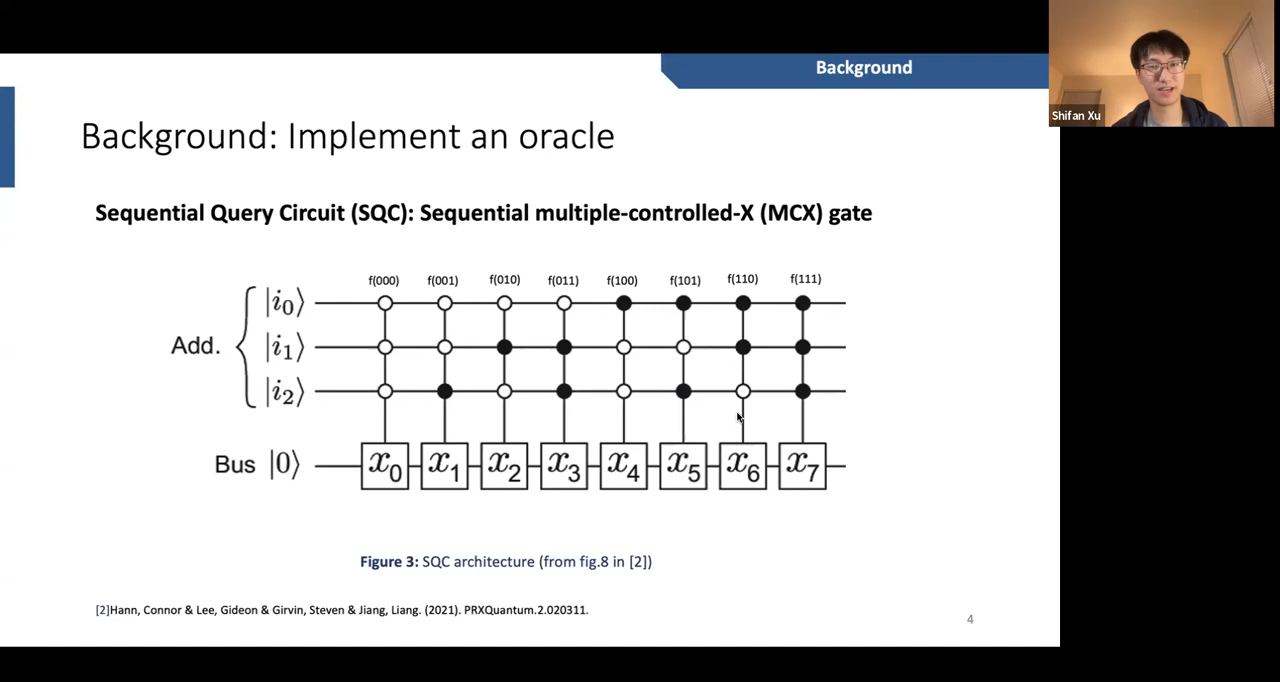 Background
Shifan Xu
Background: Implement an oracle
Sequential Query Circuit (SQC): Sequential multiple-controlled-X (MCX) gate
f(000) f(001) f(010) f(011) f(100) f(101) f(110) f(111)
|i₀⟩
Add. |i₁⟩
|i₂⟩
Bus |0⟩ x₀ x₁ x₂ x₃ x₄ x₅ x₆ x₇
Figure 3: SQC architecture (from fig.8 in [2])
[2]Hann, Connor & Lee, Gideon & Girvin, Steven & Jiang, Liang. (2021). PRXQuantum.2.020311.
4